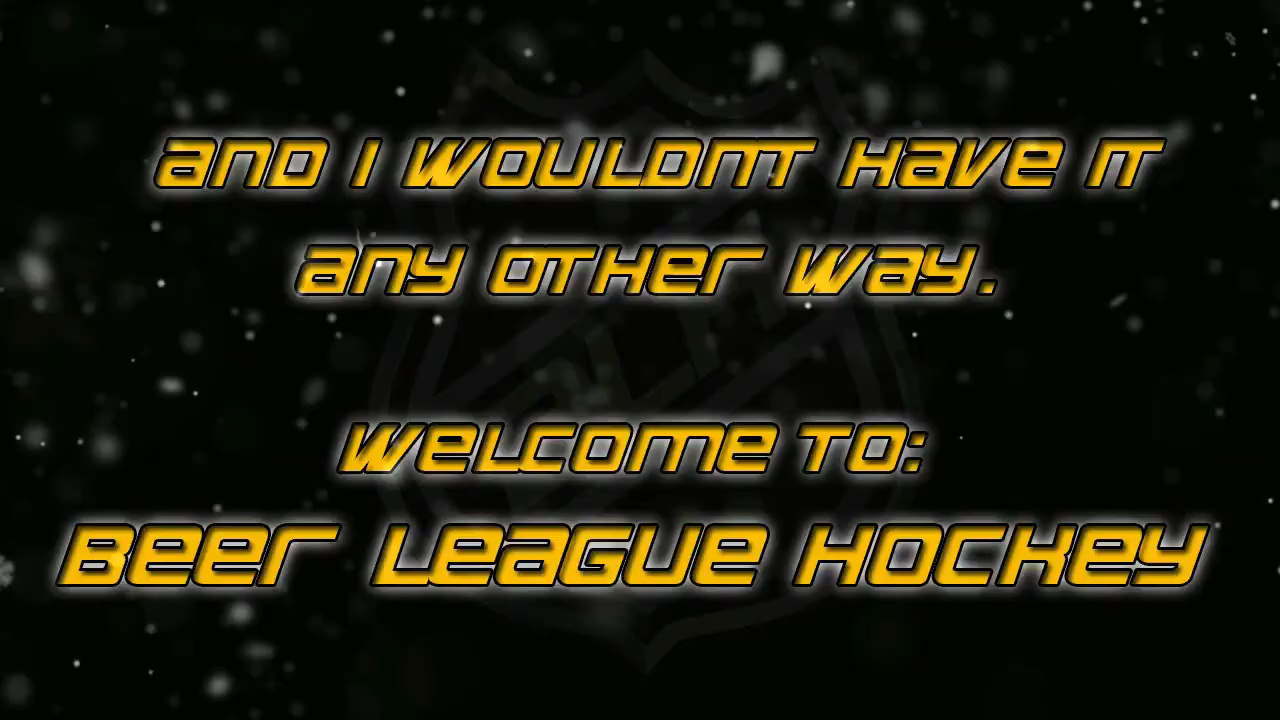 AND I WOULDNT HAVE IT
ANY OTHER WAY.
WELCOME TO:
BEER LEAGUE HOCKEY